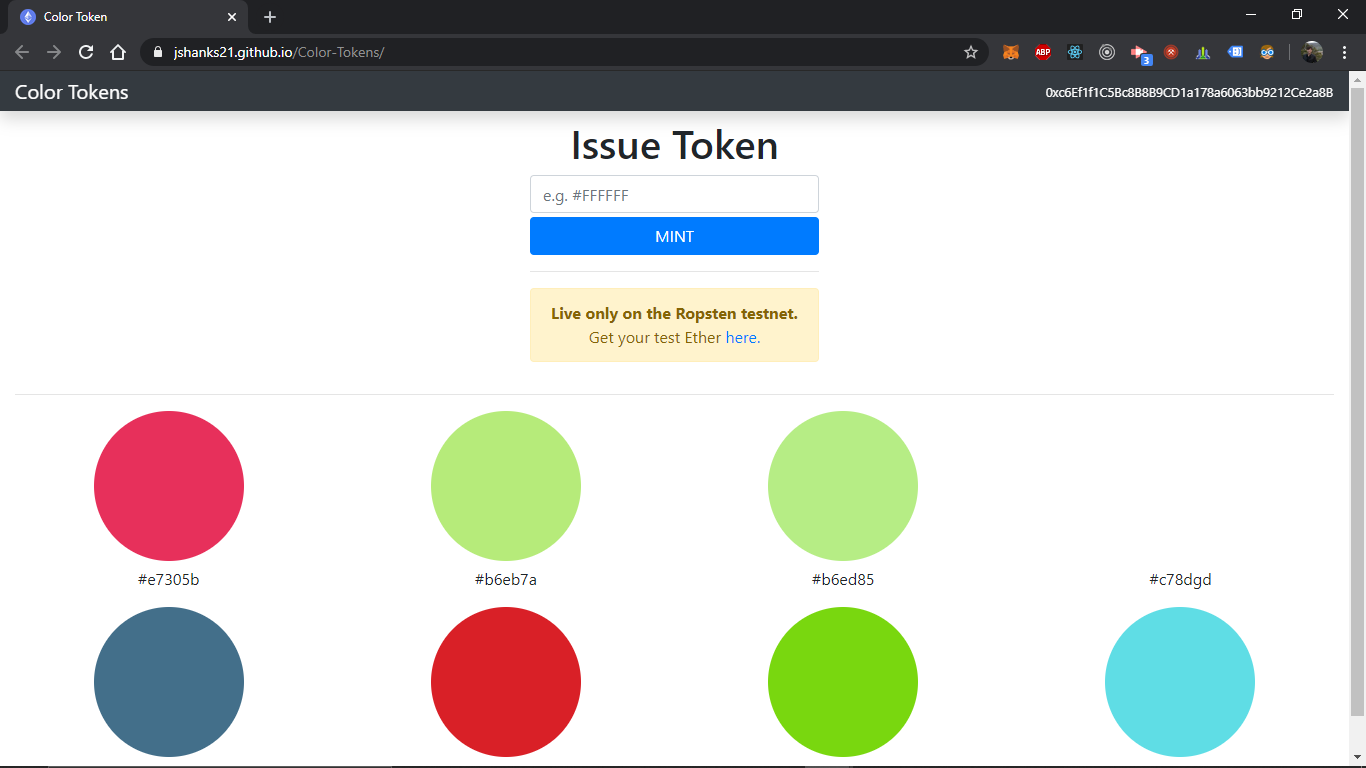 Color Token
jshanks21.github.io/Color-Tokens/
ABP
3
Color Tokens
0xc6Ef1f1C5Bc8B8B9CD1a178a6063bb9212Ce2a8B
Issue Token
e.g. #FFFFFF
MINT
Live only on the Ropsten testnet.
Get your test Ether here.
#e7305b
#b6eb7a
#b6ed85
#c78dgd